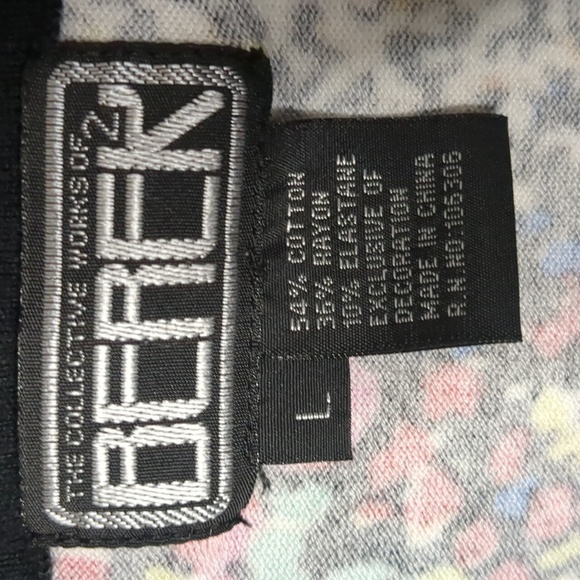 THE COLLECTIVE WORKS OF
BEREK
2
54% COTTON
36% RAYON
10% ELASTANE
EXCLUSIVE OF
DECORATION
MADE IN CHINA
R.N.NO:106306
L